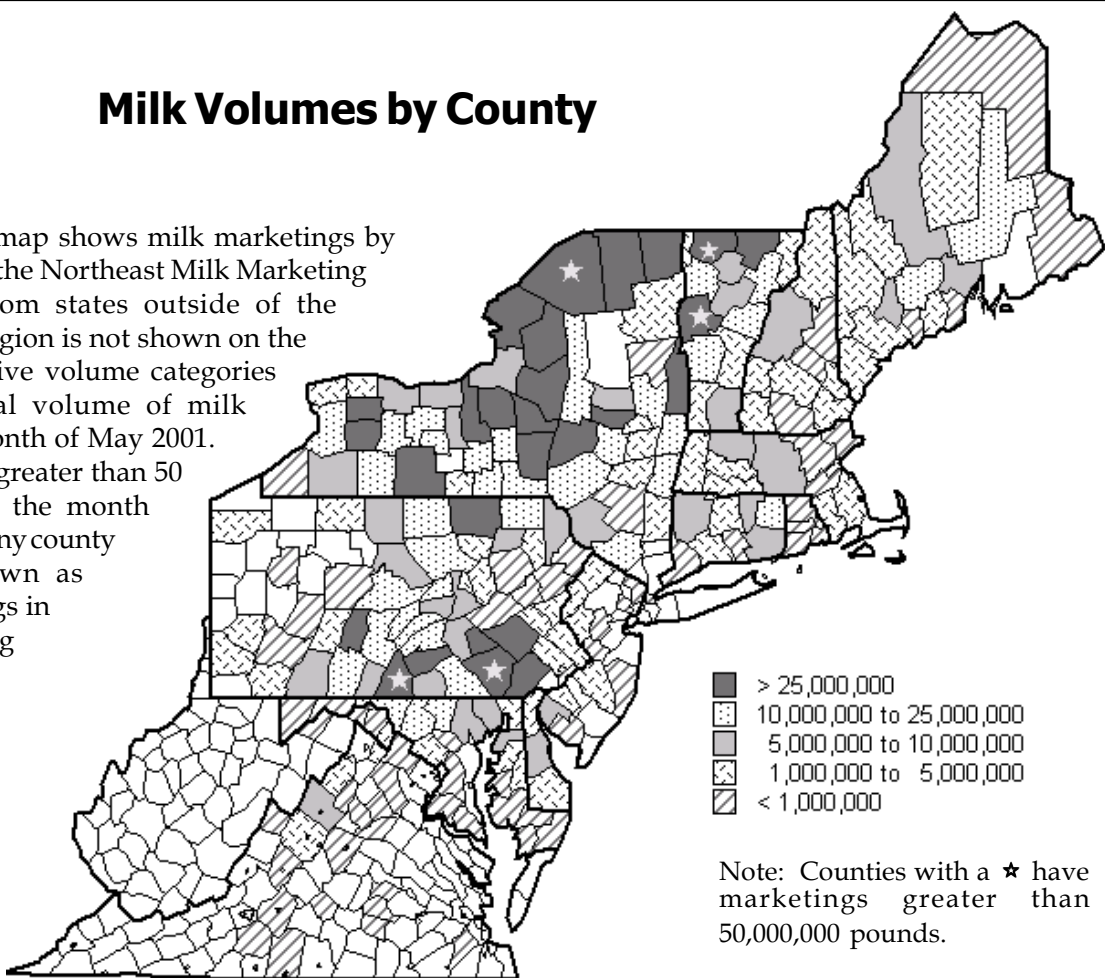 Milk Volumes by County
map shows milk marketings by
the Northeast Milk Marketing
om states outside of the
gion is not shown on the
ive volume categories
al volume of milk
onth of May 2001.
greater than 50
the month
ny county
wn as
gs in
g
> 25,000,000
10,000,000 to 25,000,000
5,000,000 to 10,000,000
1,000,000 to 5,000,000
< 1,000,000
Note: Counties with a ☆ have
marketings greater than
50,000,000 pounds.